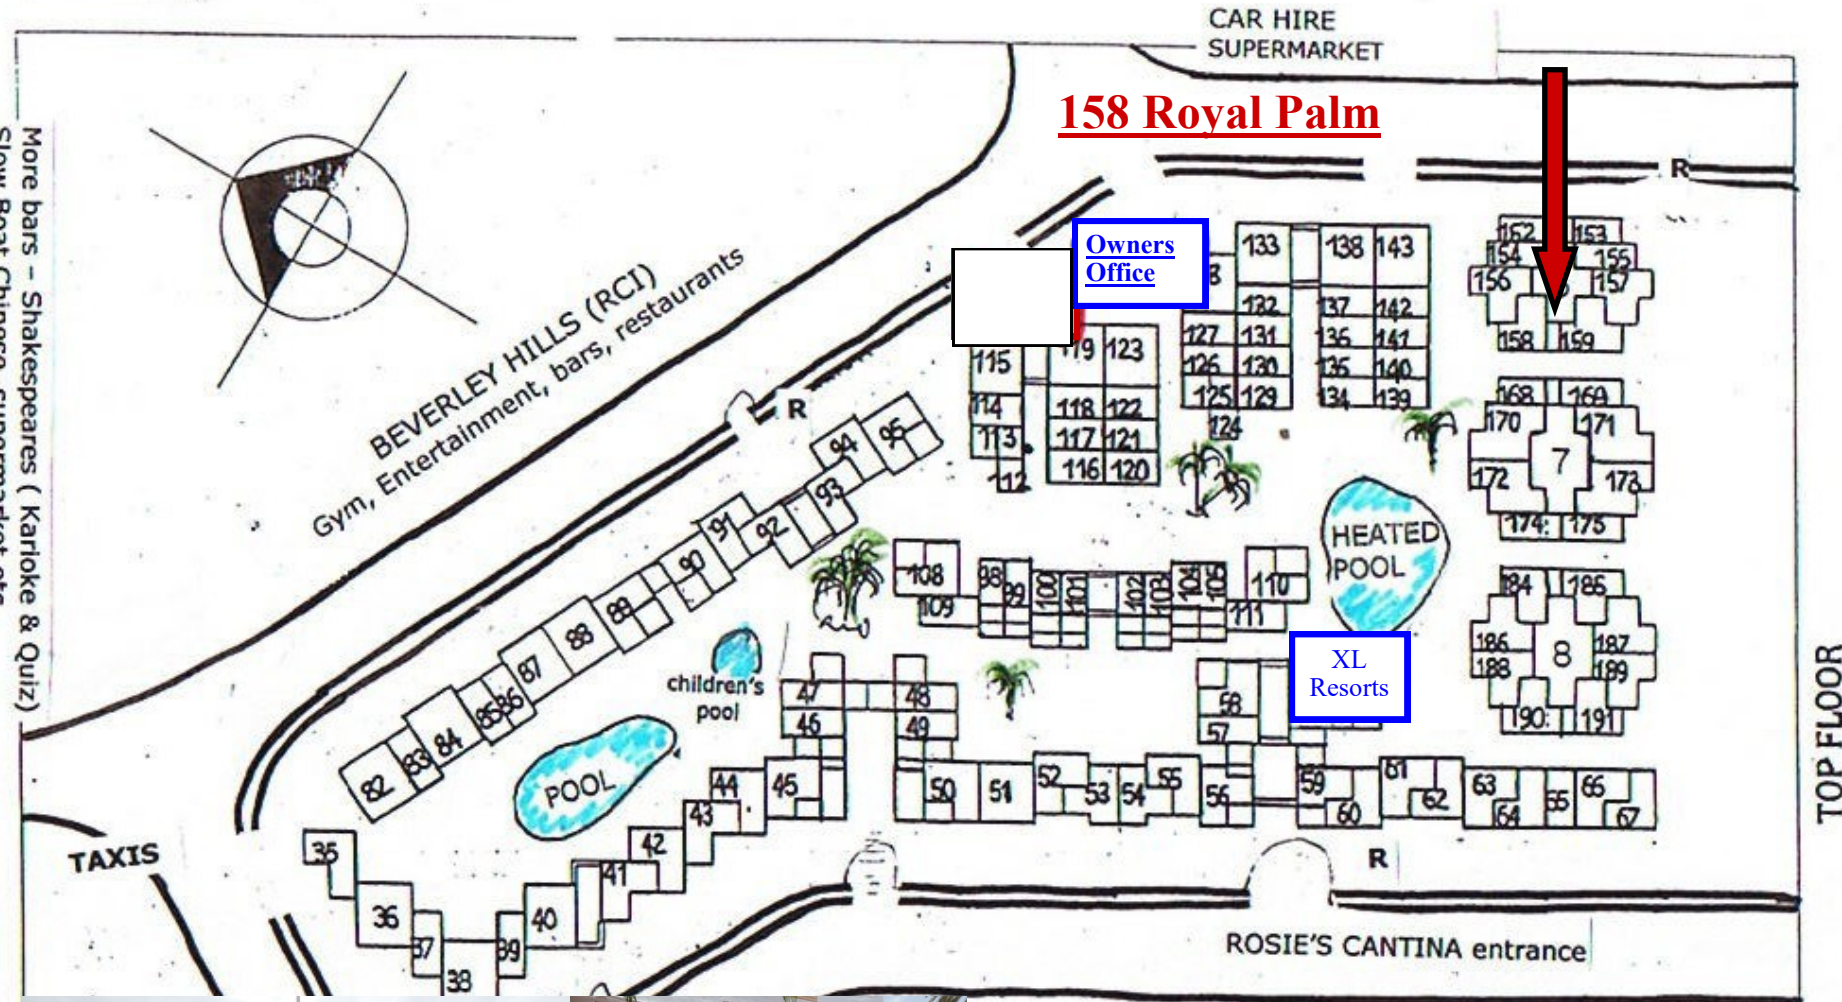 CAR HIRE
SUPERMARKET
158 Royal Palm
R
More bars – Shakespeares ( Karioke & Quiz)
BEVERLEY HILLS (RCI)
Gym, Entertainment, bars, restaurants
Owners
Office
133 138 143
132 137 142
127 131 136 141
126 130 135 140
125 129 134 139
124
152 153
154 155
156 157
158 159
115 119 123
114 118 122
113 117 121
112 116 120
R
168 169
170 171
7
172 173
174 175
94 95
93
91 92
90
89
88
87
86
85
84
83
82
HEATED
POOL
108 98 99 100 101 102 103 104 105 110
109 111
184 186
186 187
8
188 189
190 191
children's
pool
XL
Resorts
47 48
46 49
58
57
POOL
45
44
43
42
41
40
39
38
37
36
35
50 51 52 53 54 55 56
59 60 61 62 63 64 65 66 67
TOP FLOOR
TAXIS
R
ROSIE'S CANTINA entrance